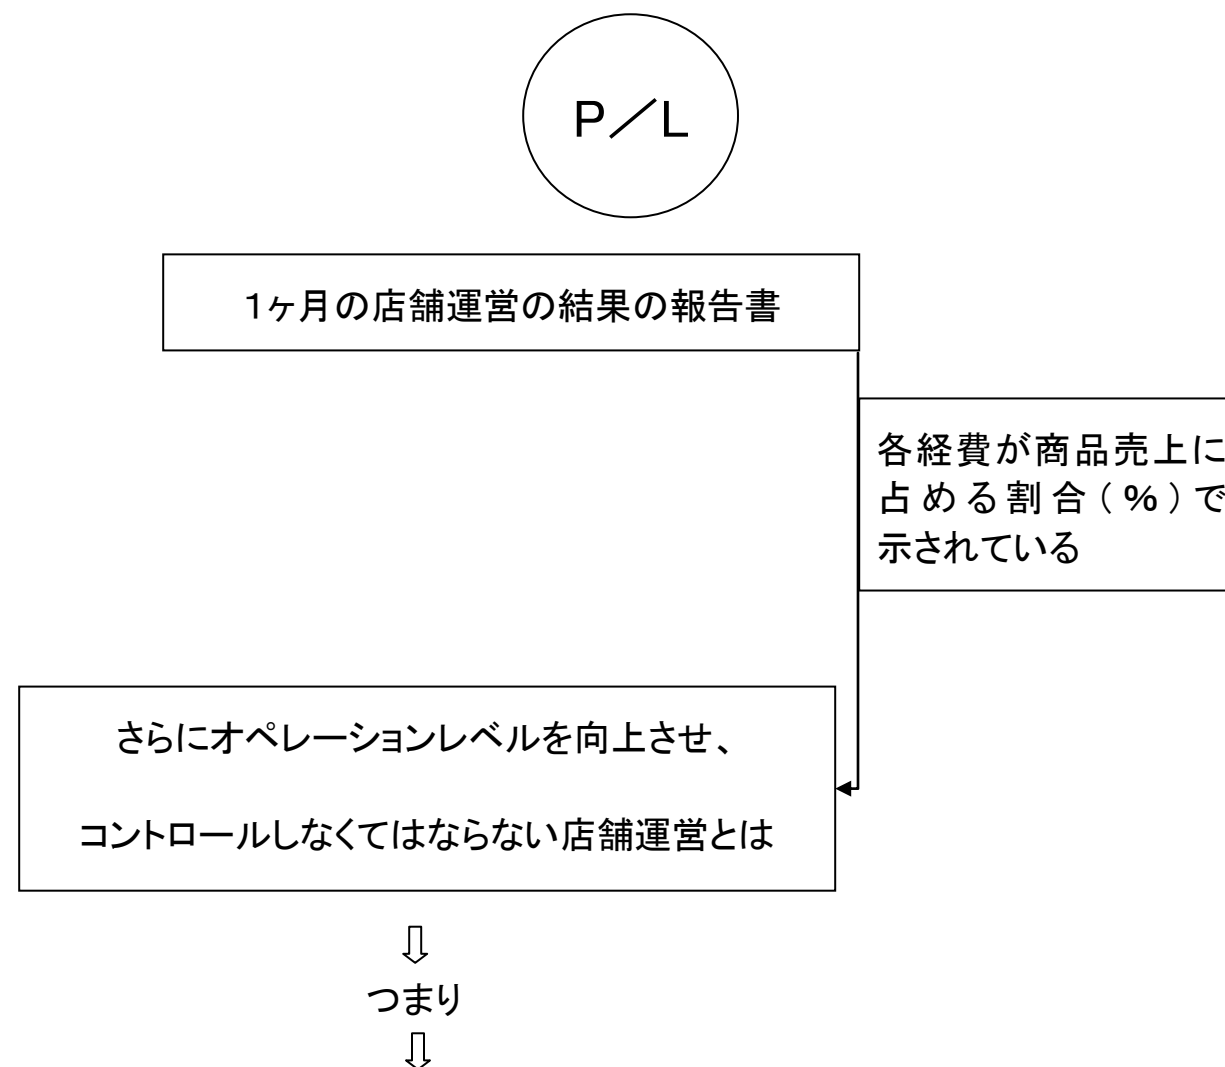 P／L
1ヶ月の店舗運営の結果の報告書
各経費が商品売上に
占める割合（%）で
示されている
さらにオペレーションレベルを向上させ、
コントロールしなくてはならない店舗運営とは
⇩
つまり
⇩